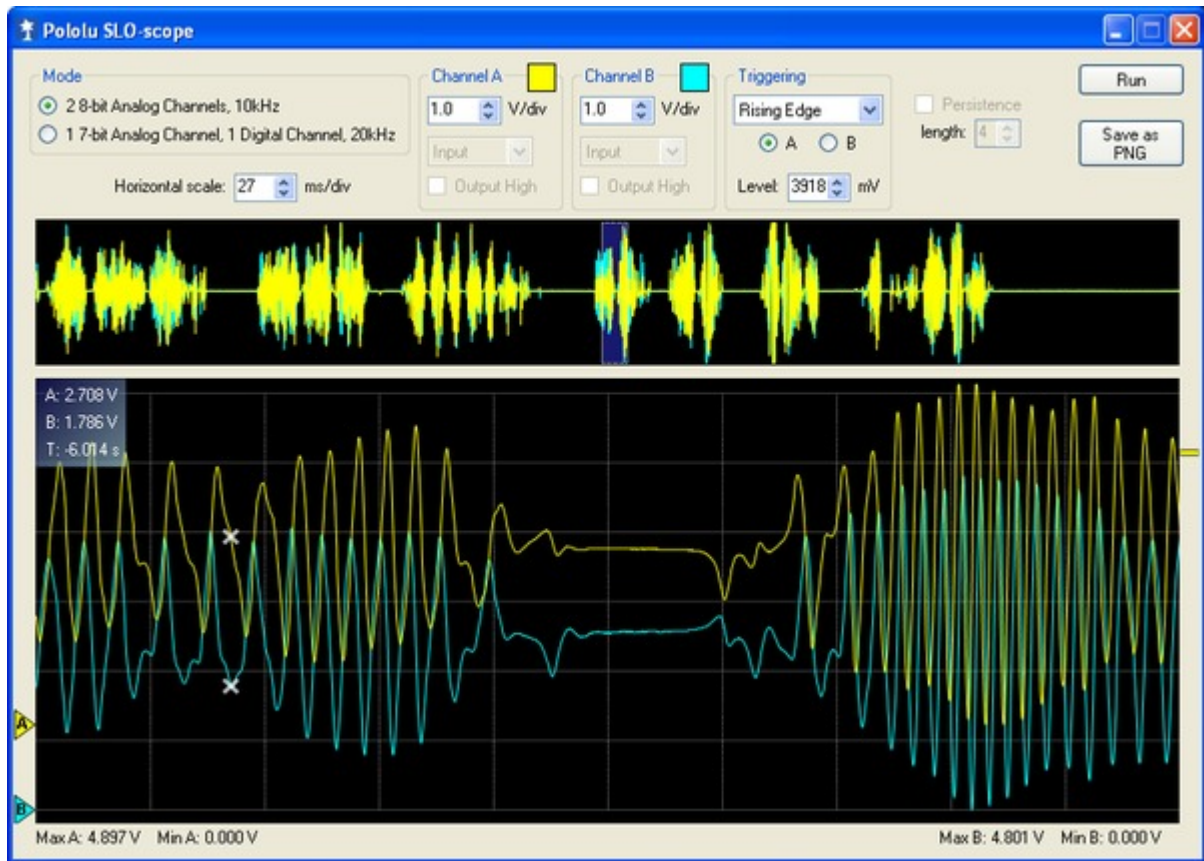 Pololu SLO-scope
Mode
2 8-bit Analog Channels, 10kHz
1 7-bit Analog Channel, 1 Digital Channel, 20kHz
Horizontal scale: 27 ms/div
Channel A
1.0 V/div
Input
Output High
Channel B
1.0 V/div
Input
Output High
Triggering
Rising Edge
A B
Level: 3918 mV
Persistence
length: 4
Run
Save as
PNG
A: 2.708 V
B: 1.786 V
T: -6.014 s
A
B
Max A: 4.897 V Min A: 0.000 V
Max B: 4.801 V Min B: 0.000 V